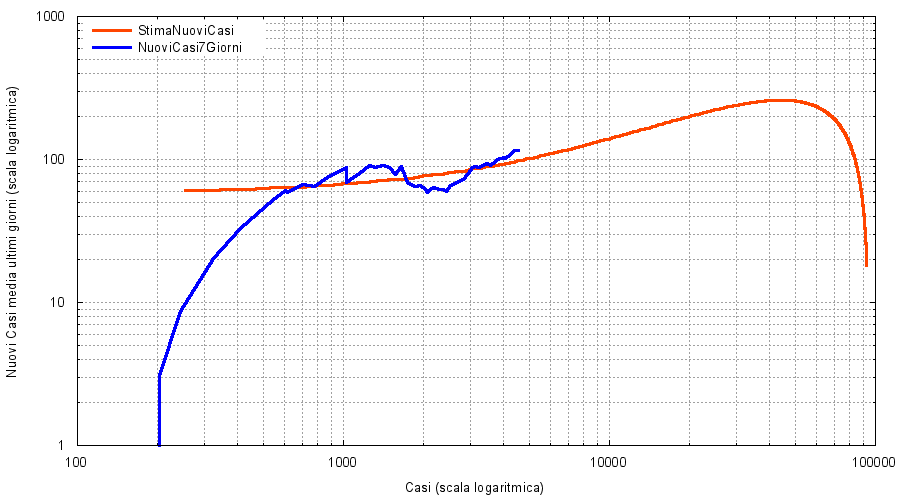 1000
StimaNuoviCasi
NuoviCasi7Giorni
100
10
1
Nuovi Casi media ultimi giorni (scala logaritmica)
100 1000 10000 100000
Casi (scala logaritmica)